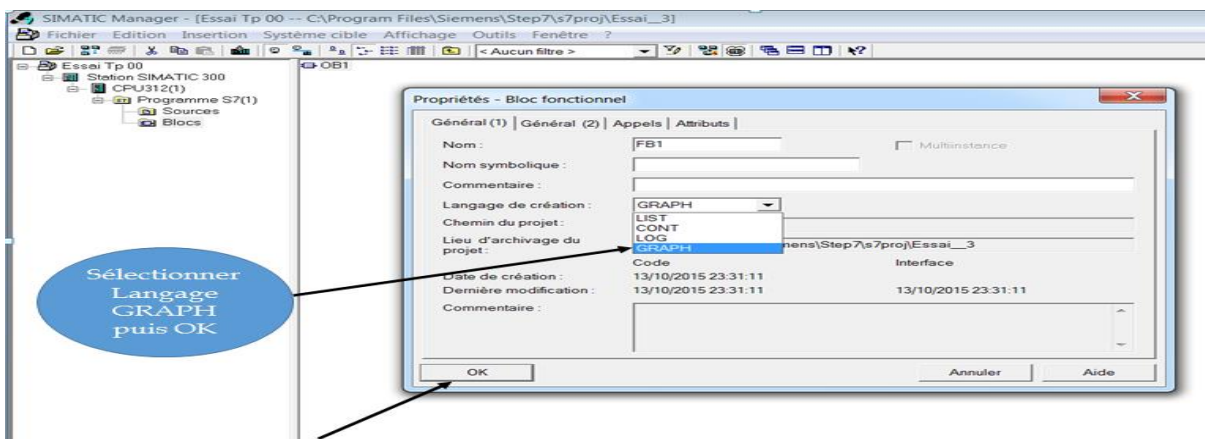 SIMATIC Manager - [Essai Tp 00 -- C:\Program Files\Siemens\Step7\s7proj\Essai__3]
Fichier Edition Insertion Système cible Affichage Outils Fenêtre ?
< Aucun filtre >
Essai Tp 00
Station SIMATIC 300
CPU312(1)
Programme S7(1)
Sources
Blocs
OB1
Propriétés - Bloc fonctionnel
Général (1) Général (2) Appels Attributs
Nom : FB1 Multiinstance
Nom symbolique :
Commentaire :
Langage de création : GRAPH
LIST
CONT
LOG
GRAPH
Chemin du projet :
Lieu d'archivage du
projet : mens\Step7\s7proj\Essai__3
Code Interface
Date de création : 13/10/2015 23:31:11
Dernière modification : 13/10/2015 23:31:11 13/10/2015 23:31:11
Commentaire :
OK Annuler Aide
Sélectionner
Langage
GRAPH
puis OK